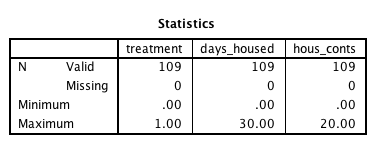 Statistics
treatment days_housed hous_conts
N Valid 109 109 109
Missing 0 0 0
Minimum .00 .00 .00
Maximum 1.00 30.00 20.00